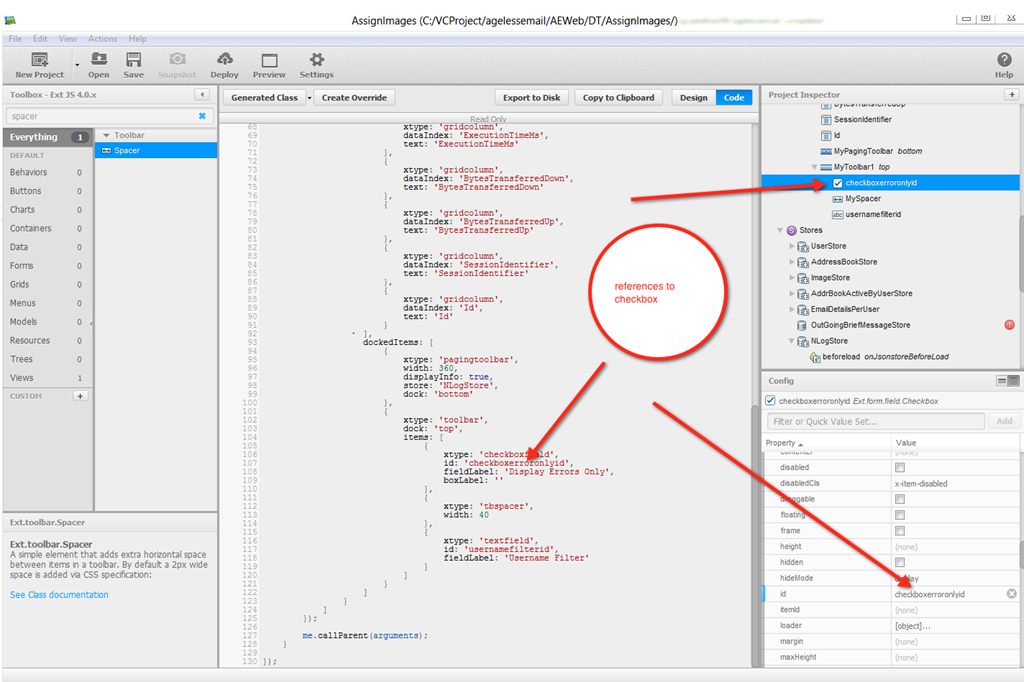 AssignImages (C:/VCProject/agelessemail/AEWeb/DT/AssignImages/)
File Edit View Actions Help
New Project Open Save Snapshot Deploy Preview Settings Help
Toolbox - Ext JS 4.0.x
spacer
Everything 1
DEFAULT
Behaviors 0
Buttons 0
Charts 0
Containers 0
Data 0
Forms 0
Grids 0
Menus 0
Models 0
Resources 0
Trees 0
Views 1
CUSTOM +
Toolbar
Spacer
Ext.toolbar.Spacer
Ext.toolbar.Spacer
A simple element that adds extra horizontal space
between items in a toolbar. By default a 2px wide
space is added via CSS specification:
See Class documentation
Generated Class Create Override Export to Disk Copy to Clipboard Design Code
Read Only
68 xtype: 'gridcolumn',
69 dataIndex: 'ExecutionTimeMs',
70 text: 'ExecutionTimeMs'
71 },
72 {
73 xtype: 'gridcolumn',
74 dataIndex: 'BytesTransferredDown',
75 text: 'BytesTransferredDown'
76 },
77 {
78 xtype: 'gridcolumn',
79 dataIndex: 'BytesTransferredUp',
80 text: 'BytesTransferredUp'
81 },
82 {
83 xtype: 'gridcolumn',
84 dataIndex: 'SessionIdentifier',
85 text: 'SessionIdentifier'
86 },
87 {
88 xtype: 'gridcolumn',
89 dataIndex: 'Id',
90 text: 'Id'
91 }
92 ],
93 dockedItems: [
94 {
95 xtype: 'pagingtoolbar',
96 width: 360,
97 displayInfo: true,
98 store: 'NLogStore',
99 dock: 'bottom'
100 },
101 {
102 xtype: 'toolbar',
103 dock: 'top',
104 items: [
105 {
106 xtype: 'checkboxfield',
107 id: 'checkboxerroronlyid',
108 fieldLabel: 'Display Errors Only',
109 boxLabel: ''
110 },
111 {
112 xtype: 'tbspacer',
113 width: 40
114 },
115 {
116 xtype: 'textfield',
117 id: 'usernamefilterid',
118 fieldLabel: 'Username Filter'
119 }
120 ]
121 }
122 ]
123 }
124 ]
125 });
126
127 me.callParent(arguments);
128 }
129
130 });
references to
checkbox
Project Inspector +
BytesTransferredUp
SessionIdentifier
Id
MyPagingToolbar bottom
MyToolbar1 top
checkboxerroronlyid
MySpacer
usernamefilterid
Stores
UserStore
AddressBookStore
ImageStore
AddrBookActiveByUserStore
EmailDetailsPerUser
OutGoingBriefMessageStore
NLogStore
beforeload onJsonstoreBeforeLoad
Config
checkboxerroronlyid Ext.form.field.Checkbox
Filter or Quick Value Set... Add
Property Value
(none)
disabled
disabledCls x-item-disabled
draggable
floating
frame
height (none)
hidden
hideMode display
id checkboxerroronlyid
itemId (none)
loader [object]...
margin (none)
maxHeight (none)